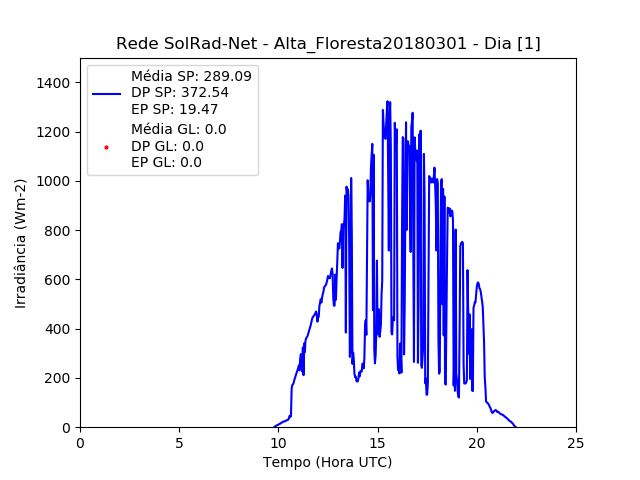 Rede SolRad-Net - Alta_Floresta20180301 - Dia [1]
Média SP: 289.09
DP SP: 372.54
EP SP: 19.47
Média GL: 0.0
DP GL: 0.0
EP GL: 0.0
1400
1200
1000
800
600
400
200
0
Irradiância (Wm-2)
0 5 10 15 20 25
Tempo (Hora UTC)